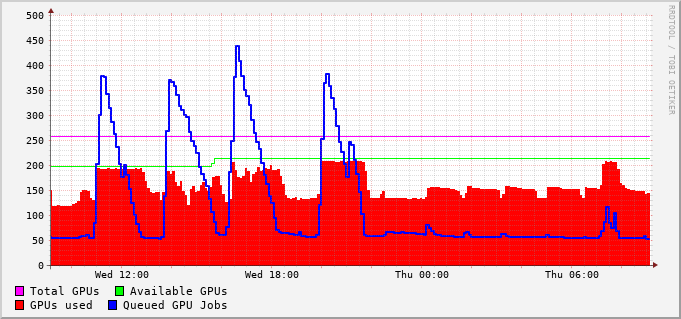 500
450
400
350
300
250
200
150
100
50
0
Wed 12:00 Wed 18:00 Thu 00:00 Thu 06:00
Total GPUs Available GPUs
GPUs used Queued GPU Jobs
RRDTOOL / TOBI OETIKER